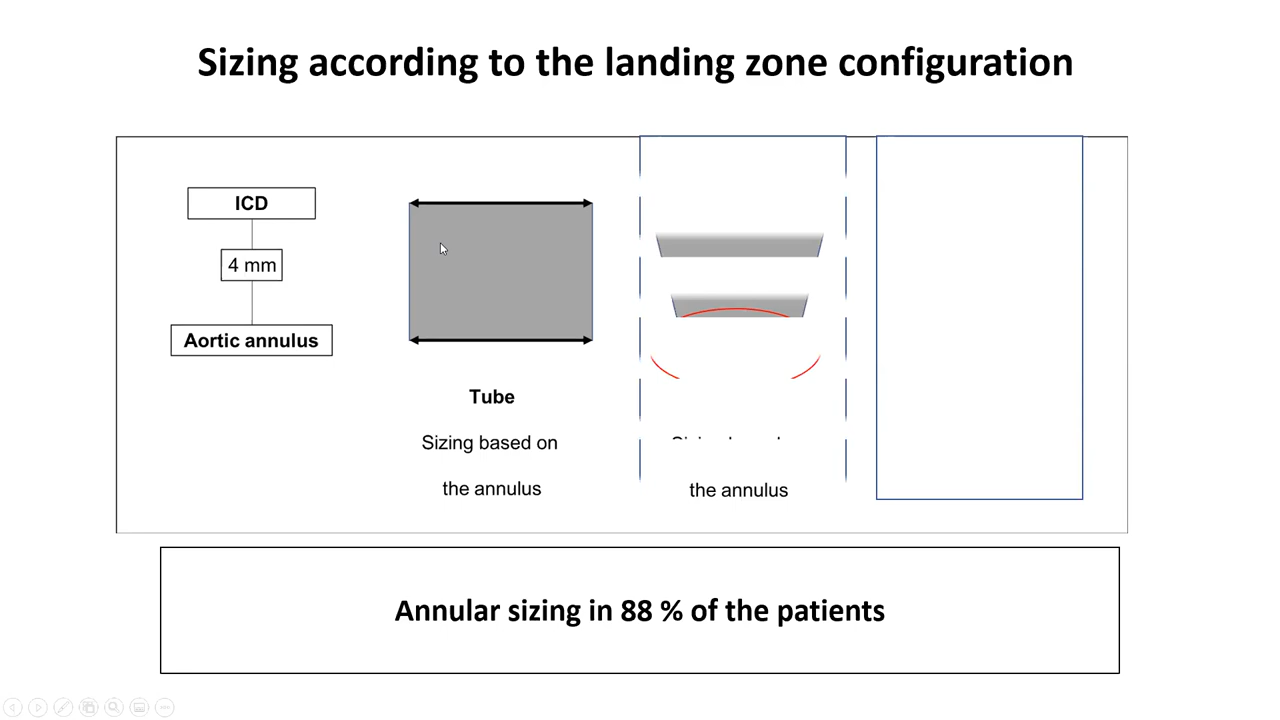 Sizing according to the landing zone configuration
ICD
4 mm
Aortic annulus
Tube
Sizing based on
the annulus
the annulus
Annular sizing in 88 % of the patients